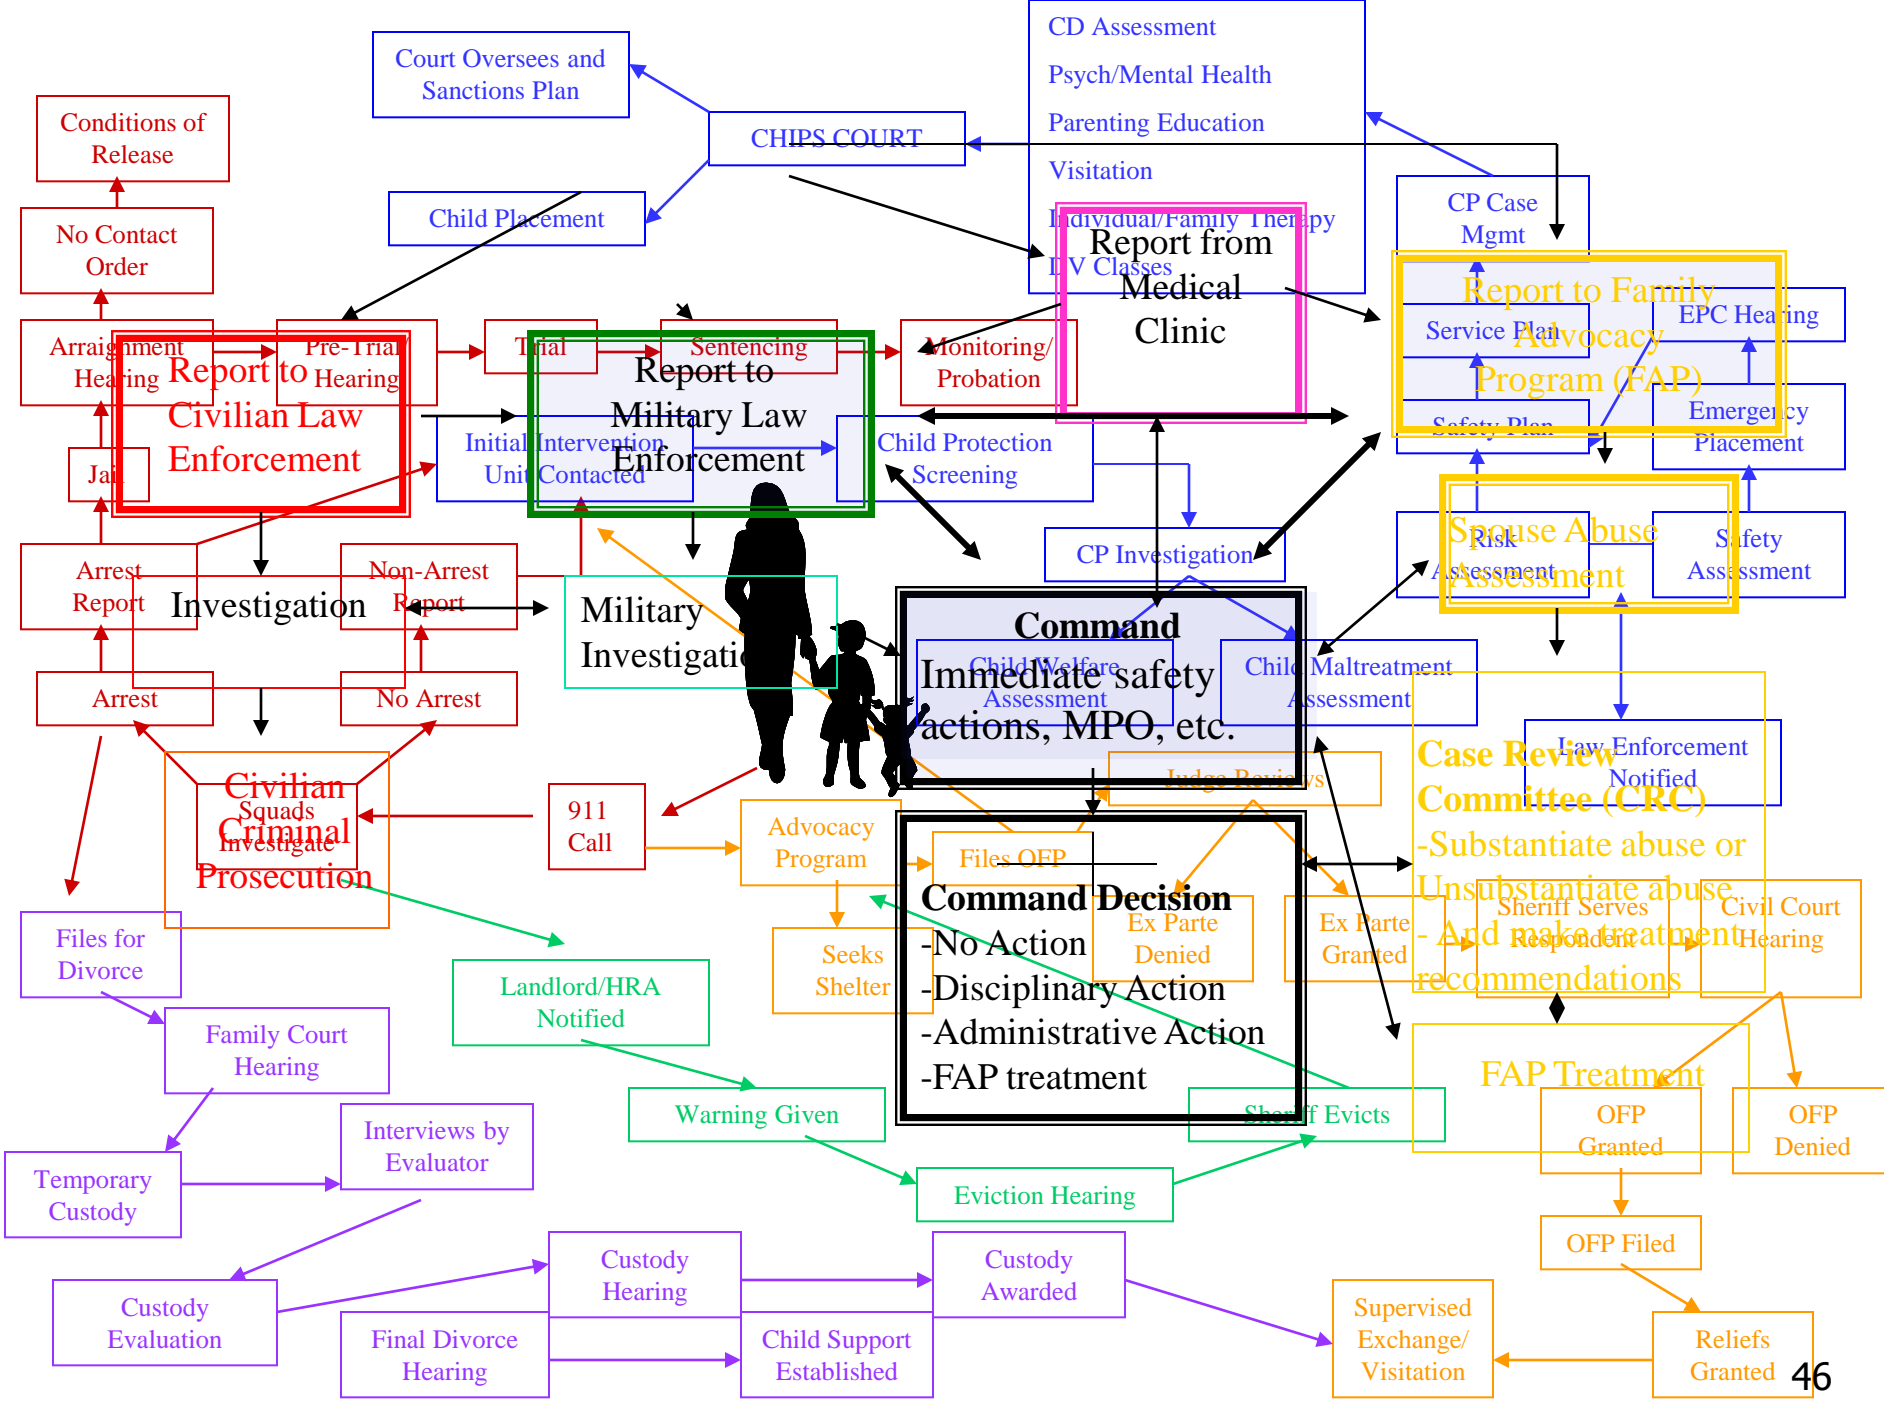 CD Assessment
Psych/Mental Health
Parenting Education
Visitation
Individual/Family Therapy
DV Classes
Court Oversees and
Sanctions Plan
CHIPS COURT
Child Placement
Conditions of
Release
No Contact
Order
Arraignment
Hearing
Pre-Trial/
Hearing
Trial
Sentencing
Monitoring/
Probation
Report to
Civilian Law
Enforcement
Report to
Military Law
Enforcement
Report from
Medical
Clinic
CP Case
Mgmt
Report to Family
Advocacy
Program (FAP)
Service Plan
EPC Hearing
Safety Plan
Emergency
Placement
Jail
Initial Intervention
Unit Contacted
Child Protection
Screening
CP Investigation
Spouse Abuse
Assessment
Risk
Assessment
Safety
Assessment
Arrest
Report
Non-Arrest
Report
Investigation
Military
Investigatio
Command
Immediate safety
actions, MPO, etc.
Child Welfare
Assessment
Child Maltreatment
Assessment
Arrest
No Arrest
Law Enforcement
Notified
Case Review
Committee (CRC)
-Substantiate abuse or
Unsubstantiate abuse
- And make treatment
recommendations
Civilian
Criminal
Prosecution
Squads
Investigate
911
Call
Advocacy
Program
Files OFP
Judge Reviews
Command Decision
-No Action
-Disciplinary Action
-Administrative Action
-FAP treatment
Ex Parte
Denied
Ex Parte
Granted
Sheriff Serves
Respondent
Civil Court
Hearing
Files for
Divorce
Seeks
Shelter
Landlord/HRA
Notified
Family Court
Hearing
FAP Treatment
Warning Given
Sheriff Evicts
OFP
Granted
OFP
Denied
Interviews by
Evaluator
Temporary
Custody
Eviction Hearing
OFP Filed
Custody
Hearing
Custody
Awarded
Custody
Evaluation
Final Divorce
Hearing
Child Support
Established
Supervised
Exchange/
Visitation
Reliefs
Granted
46